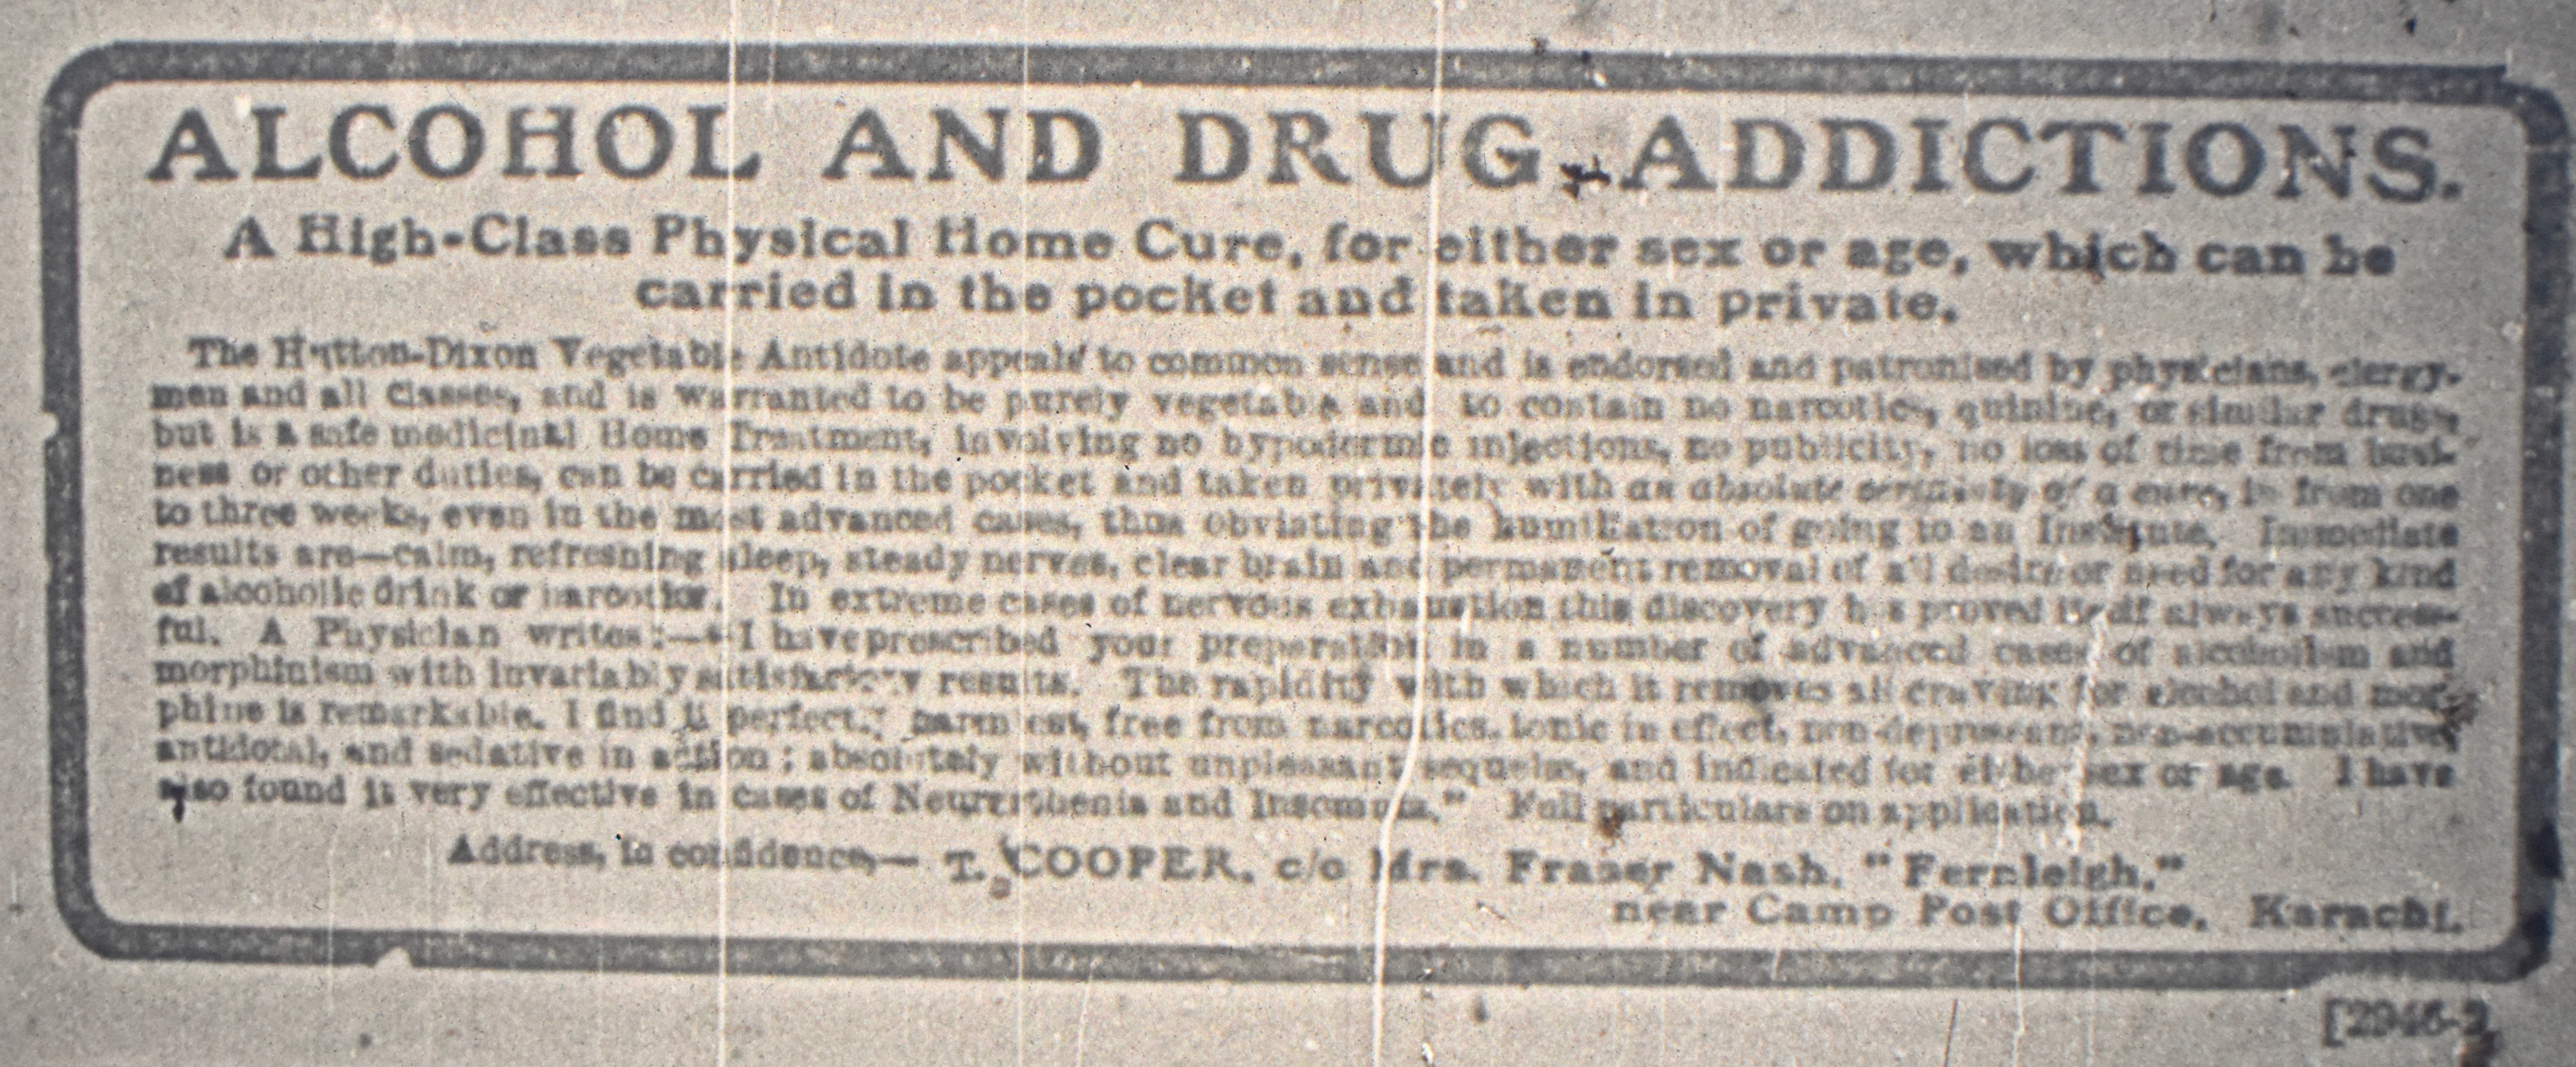 ALCOHOL AND DRUG ADDICTIONS.
A High-Class Physical Home Cure, for either sex or age, which can be
carried in the pocket and taken in private.
The Hutton-Dixon Vegetable Antidote appeals to common sense and is endorsed and patronised by physicians, clergy-
men and all classes, and is warranted to be purely vegetable and to contain no narcotics, quinine, or similar drugs,
but is a safe medicinal Home Treatment, involving no hypodermic injections, no publicity, no loss of time from busi-
ness or other duties, can be carried in the pocket and taken privately with an absolute certainty of a cure, in from one
to three weeks, even in the most advanced cases, thus obviating the humiliation of going to an Institute. Immediate
results are—calm, refreshing sleep, steady nerves, clear brain and permanent removal of all desire or need for any kind
of alcoholic drink or narcotics. In extreme cases of nervous exhaustion this discovery has proved itself always success-
ful. A Physician writes:—"I have prescribed your preparation in a number of advanced cases of alcoholism and
morphinism with invariably satisfactory results. The rapidity with which it removes all craving for alcohol and mor-
phine is remarkable. I find it perfectly harmless, free from narcotics, tonic in effect, non-depressant, non-accumulative,
antidotal, and sedative in action; absolutely without unpleasant sequelæ, and indicated for either sex or age. I have
also found it very effective in cases of Neurasthenia and Insomnia." Full particulars on application.
Address, in confidence,— T. COOPER, c/o Mrs. Fraser Nash, "Fernleigh,"
near Camp Post Office, Karachi.
[2946-2